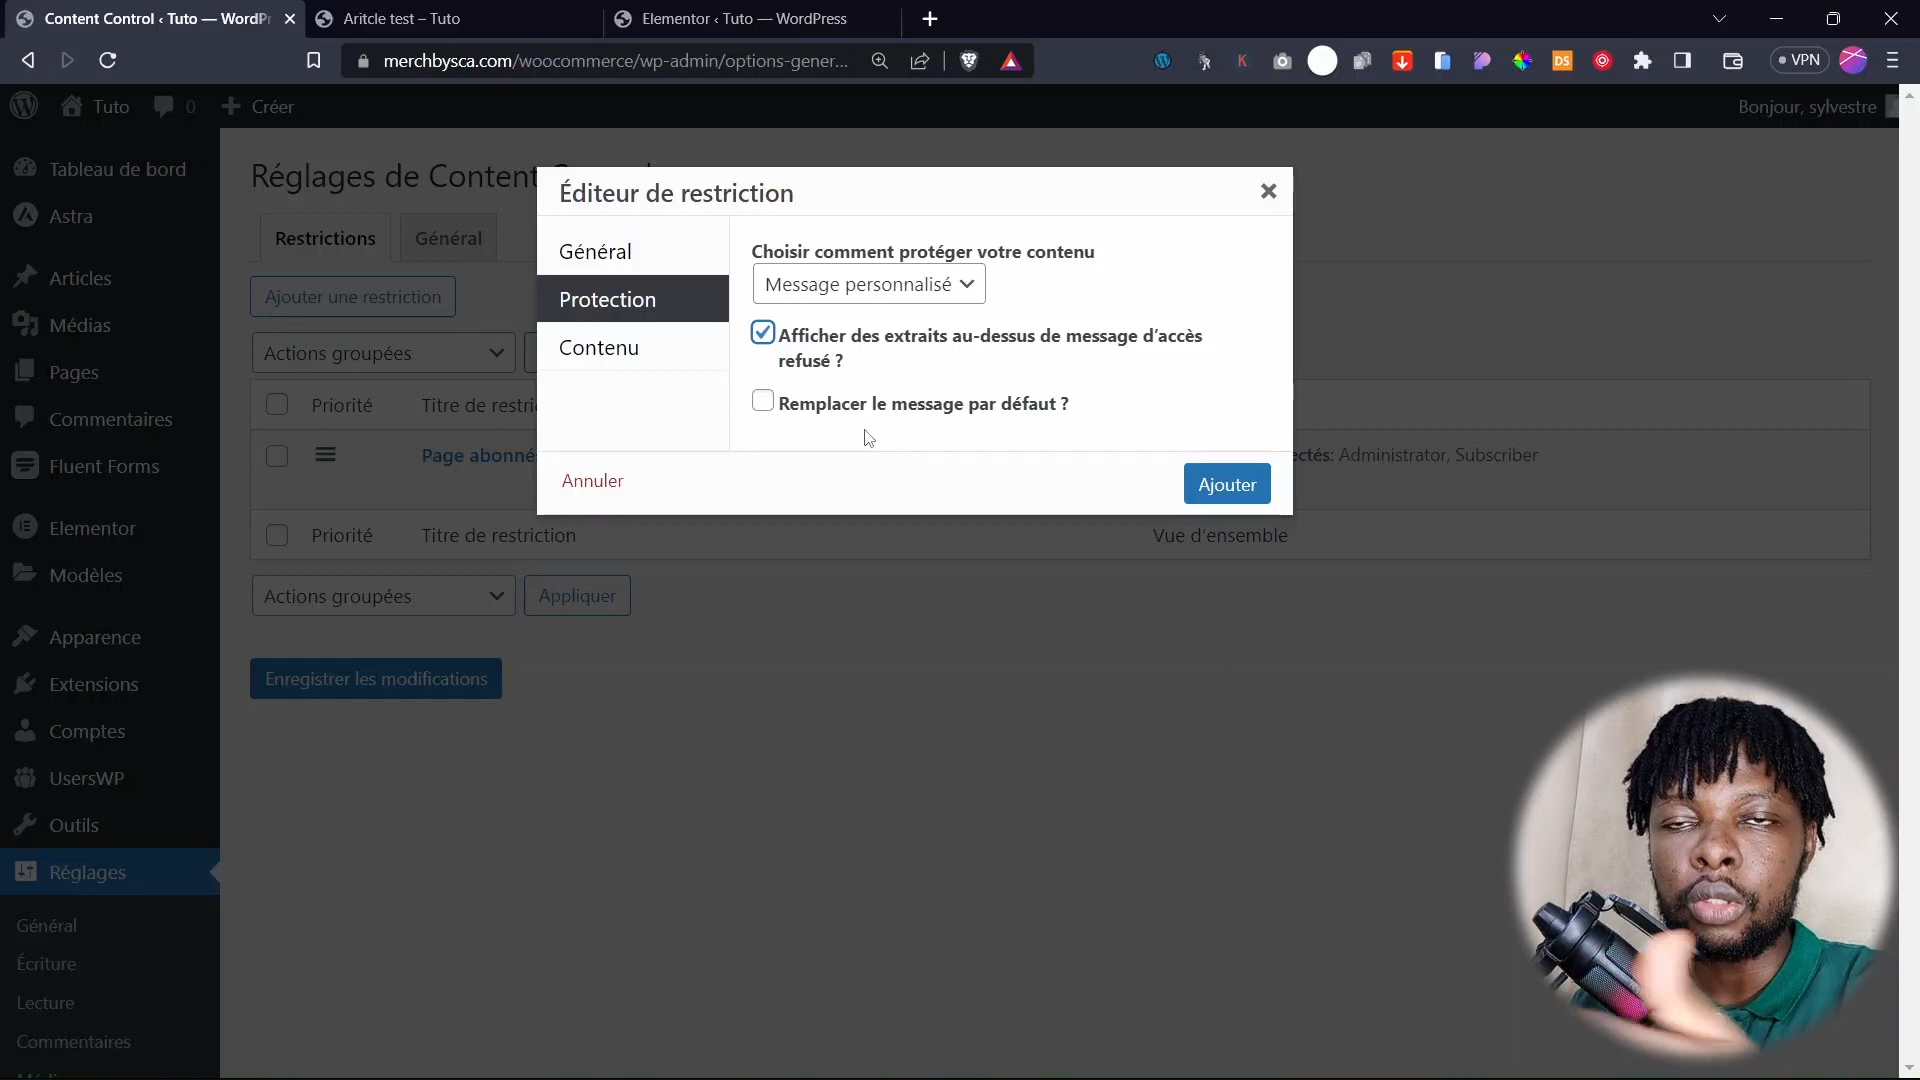 Content Control ‹ Tuto — WordPr
Aritcle test – Tuto
Elementor ‹ Tuto — WordPress
merchbysca.com/woocommerce/wp-admin/options-gener...
K
DS
VPN
Tuto
0
Créer
Bonjour, sylvestre
Tableau de bord
Astra
Articles
Médias
Pages
Commentaires
Fluent Forms
Elementor
Modèles
Apparence
Extensions
Comptes
UsersWP
Outils
Réglages
Général
Écriture
Lecture
Commentaires
Réglages de Content
Restrictions
Général
Ajouter une restriction
Actions groupées
Priorité
Titre de restri
Page abonné
ectés: Administrator, Subscriber
Priorité
Titre de restriction
Vue d'ensemble
Actions groupées
Appliquer
Enregistrer les modifications
Éditeur de restriction
Général
Protection
Contenu
Choisir comment protéger votre contenu
Message personnalisé
Afficher des extraits au-dessus de message d’accès
refusé ?
Remplacer le message par défaut ?
Annuler
Ajouter